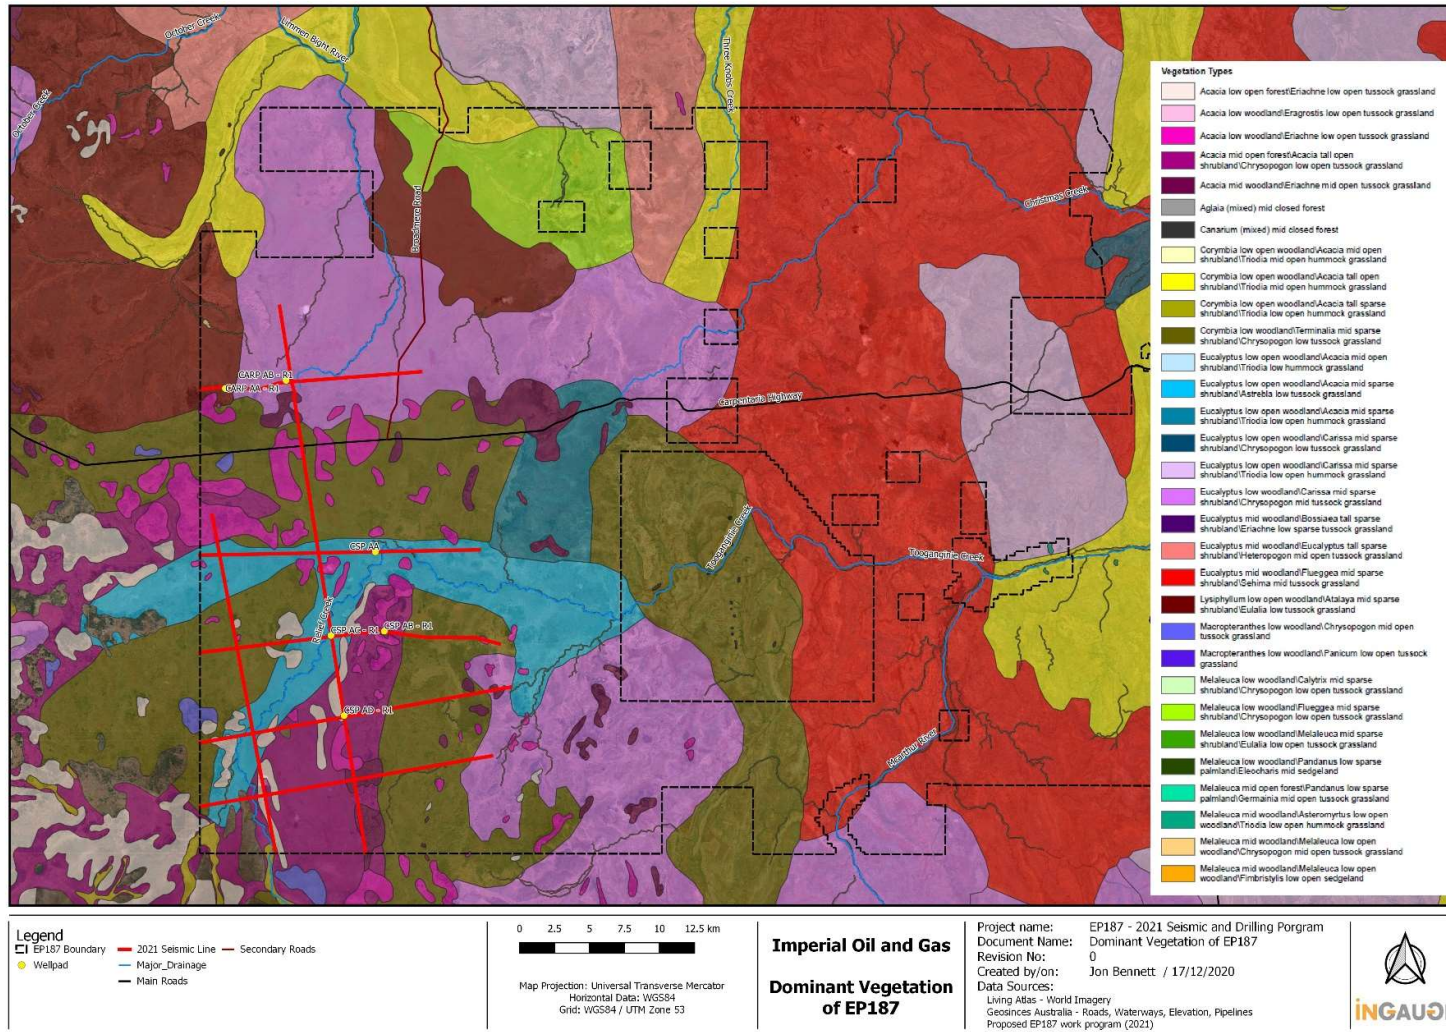 October Creek
Limmen Bight River
Three Knobs Creek
October Creek
Broadmere Road
Christmas Creek
CARP AB - R1
CARP AA - R1
Carpentaria Highway
CSP AA
Tooganginie Creek
Tooganginie Creek
Relief Creek
CSP AC - R1
CSP AB - R1
CSP AD - R1
Mcarthur River
Vegetation Types
Acacia low open forest\Eriachne low open tussock grassland
Acacia low woodland\Eragrostis low open tussock grassland
Acacia low woodland\Eriachne low open tussock grassland
Acacia mid open forest\Acacia tall open
shrubland\Chrysopogon low open tussock grassland
Acacia mid woodland\Eriachne mid open tussock grassland
Aglaia (mixed) mid closed forest
Canarium (mixed) mid closed forest
Corymbia low open woodland\Acacia mid open
shrubland\Triodia mid open hummock grassland
Corymbia low open woodland\Acacia tall open
shrubland\Triodia mid open hummock grassland
Corymbia low open woodland\Acacia tall sparse
shrubland\Triodia low open hummock grassland
Corymbia low woodland\Terminalia mid sparse
shrubland\Chrysopogon low open tussock grassland
Eucalyptus low open woodland\Acacia mid open
shrubland\Triodia low hummock grassland
Eucalyptus low open woodland\Acacia mid sparse
shrubland\Astrebla low tussock grassland
Eucalyptus low open woodland\Acacia mid sparse
shrubland\Triodia low open hummock grassland
Eucalyptus low open woodland\Carissa mid sparse
shrubland\Chrysopogon low tussock grassland
Eucalyptus low open woodland\Carissa mid sparse
shrubland\Triodia low open hummock grassland
Eucalyptus low woodland\Carissa mid sparse
shrubland\Chrysopogon mid tussock grassland
Eucalyptus mid woodland\Bossiaea tall sparse
shrubland\Eriachne low sparse tussock grassland
Eucalyptus mid woodland\Eucalyptus tall sparse
shrubland\Heteropogon mid open tussock grassland
Eucalyptus mid woodland\Flueggea mid sparse
shrubland\Sehima mid tussock grassland
Lysiphyllum low open woodland\Atalaya mid sparse
shrubland\Eulalia low tussock grassland
Macropteranthes low woodland\Chrysopogon mid open
tussock grassland
Macropteranthes low woodland\Panicum low open tussock
grassland
Melaleuca low woodland\Calytrix mid sparse
shrubland\Chrysopogon low open tussock grassland
Melaleuca low woodland\Flueggea mid sparse
shrubland\Chrysopogon low open tussock grassland
Melaleuca low woodland\Melaleuca mid sparse
shrubland\Eulalia low open tussock grassland
Melaleuca low woodland\Pandanus low sparse
palmland\Eleocharis mid sedgeland
Melaleuca mid open forest\Pandanus low sparse
palmland\Germainia mid open tussock grassland
Melaleuca mid woodland\Asteromyrtus low open
woodland\Triodia low open hummock grassland
Melaleuca mid woodland\Melaleuca low open
woodland\Chrysopogon mid open tussock grassland
Melaleuca mid woodland\Melaleuca low open
woodland\Fimbristylis low open sedgeland
Legend
EP187 Boundary
2021 Seismic Line
Secondary Roads
Wellpad
Major_Drainage
Main Roads
0 2.5 5 7.5 10 12.5 km
Map Projection: Universal Transverse Mercator
Horizontal Data: WGS84
Grid: WGS84 / UTM Zone 53
Imperial Oil and Gas
Dominant Vegetation
of EP187
Project name: EP187 - 2021 Seismic and Drilling Porgram
Document Name: Dominant Vegetation of EP187
Revision No: 0
Created by/on: Jon Bennett / 17/12/2020
Data Sources:
Living Atlas - World Imagery
Geosinces Australia - Roads, Waterways, Elevation, Pipelines
Proposed EP187 work program (2021)
iNGAUG